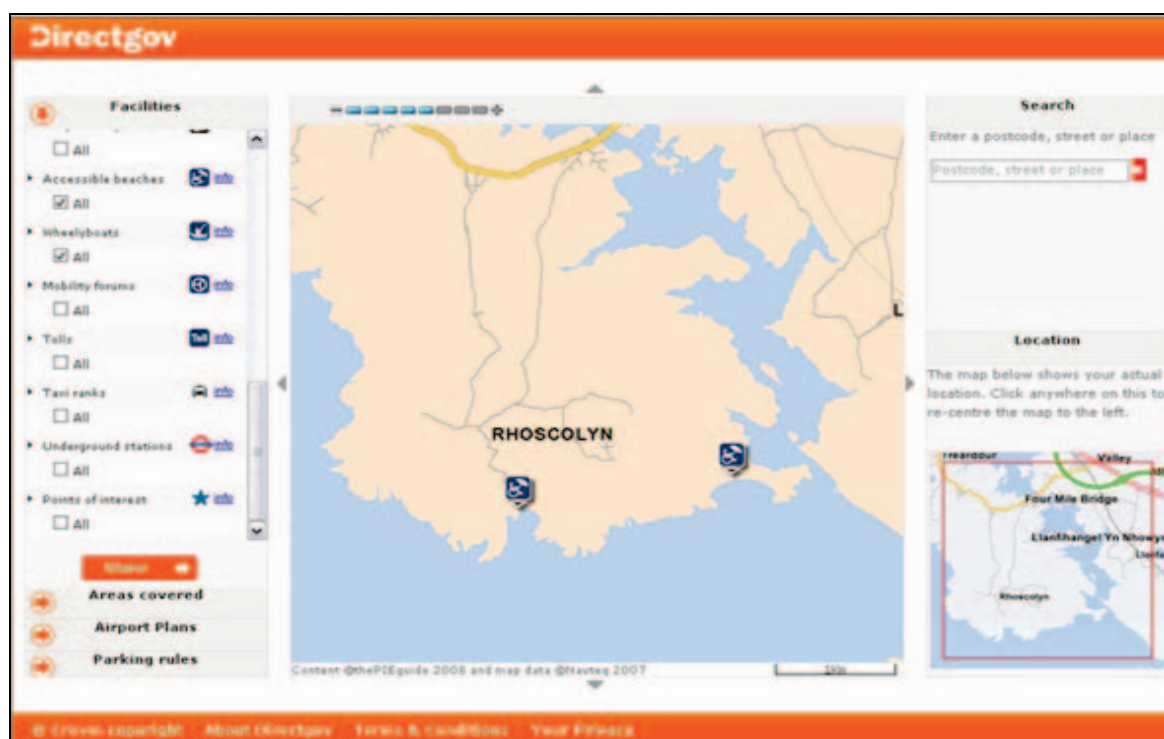 Directgov
Facilities
All
Accessible beaches info
All
Wheelyboats info
All
Mobility forums info
All
Tolls Toll info
All
Taxi ranks info
All
Underground stations info
All
Points of interest info
All
Show
Areas covered
Airport Plans
Parking rules
RHOSCOLYN
L
Content @thePIEguide 2008 and map data @Navteq 2007
1Km
Search
Enter a postcode, street or place
Postcode, street or place
Location
The map below shows your actual
location. Click anywhere on this to
re-centre the map to the left.
Trearddur
Valley
Four Mile Bridge
Llanfihangel Yn Nhowyn
Rhoscolyn
© Crown copyright About Directgov Terms & Conditions Your Privacy